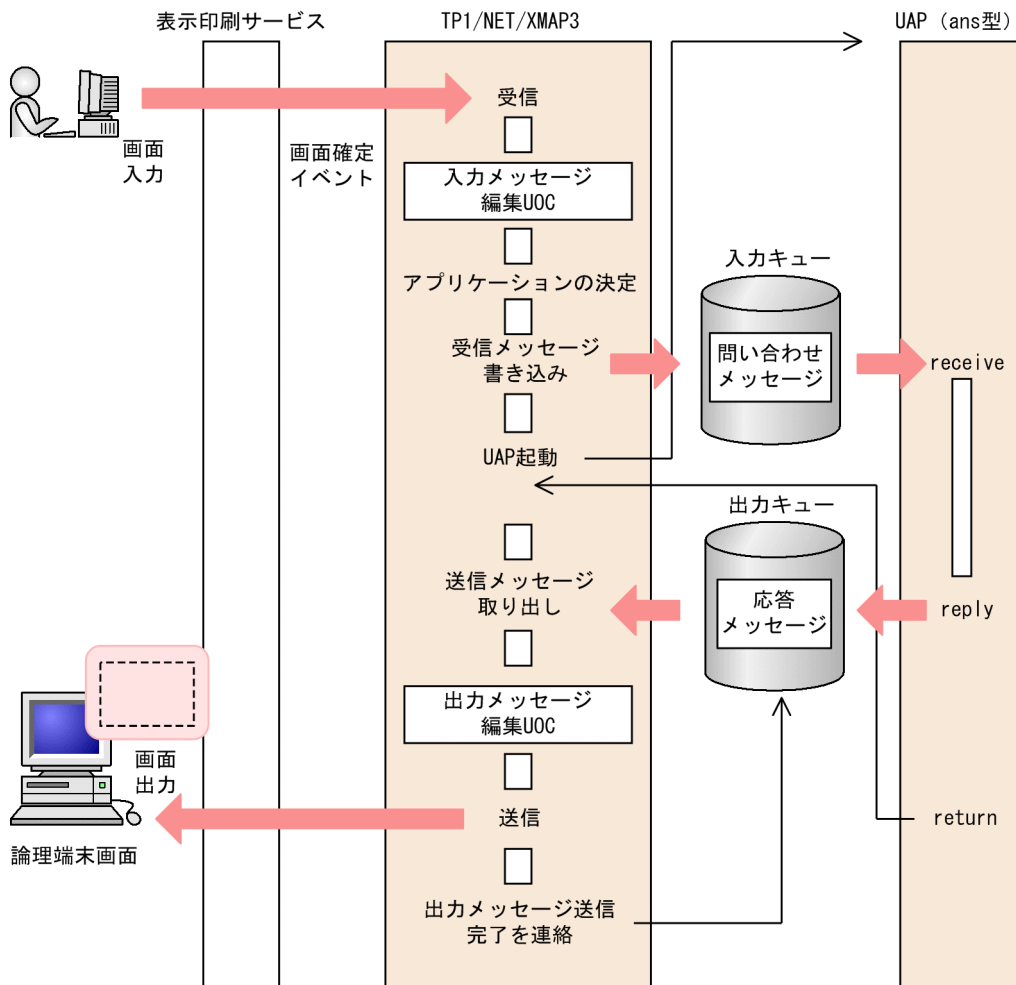 表示印刷サービス
TP1/NET/XMAP3
UAP（ans型）
受信
画面
入力
画面確定
イベント
入力メッセージ
編集UOC
アプリケーションの決定
入力キュー
受信メッセージ
書き込み
問い合わせ
メッセージ
receive
UAP起動
出力キュー
送信メッセージ
取り出し
応答
メッセージ
reply
出力メッセージ
編集UOC
画面
出力
送信
return
論理端末画面
出力メッセージ送信
完了を連絡